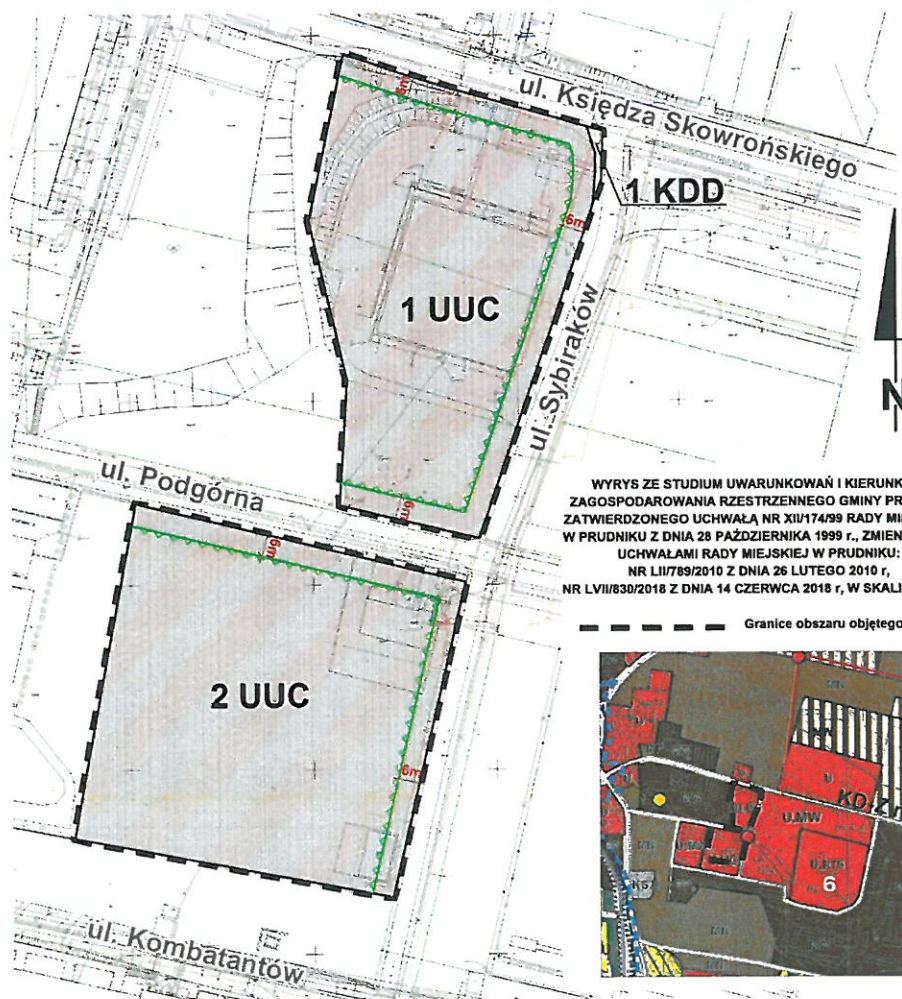 ul. Księdza Skowrońskiego
6m
1 KDD
6m
1 UUC
ul. Sybiraków
N
ul. Podgórna
6m
6m
WYRYS ZE STUDIUM UWARUNKOWAŃ I KIERUNK
ZAGOSPODAROWANIA RZESTRZENNEGO GMINY PR
ZATWIERDZONEGO UCHWAŁĄ NR XII/174/99 RADY MI
W PRUDNIKU Z DNIA 28 PAŹDZIERNIKA 1999 r., ZMIEN
UCHWAŁAMI RADY MIEJSKIEJ W PRUDNIKU:
NR LII/789/2010 Z DNIA 26 LUTEGO 2010 r,
NR LVII/830/2018 Z DNIA 14 CZERWCA 2018 r, W SKALI
Granice obszaru objętego
2 UUC
6m
U
KD.Z
U.MW
6
ul. Kombatantów